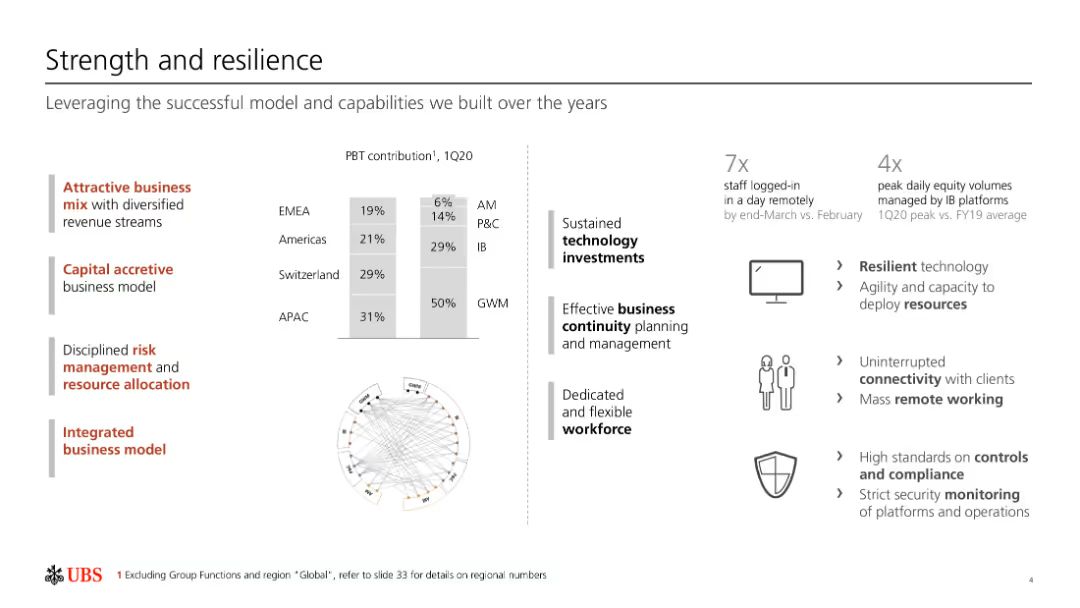 Strength and resilience
Leveraging the successful model and capabilities we built over the years
Attractive business
mix with diversified
revenue streams
Capital accretive
business model
Disciplined risk
management and
resource allocation
Integrated
business model
PBT contribution1, 1Q20
EMEA
19%
Americas
21%
Switzerland
29%
APAC
31%
6%
AM
14%
P&C
29%
IB
50%
GWM
Sustained
technology
investments
Effective business
continuity planning
and management
Dedicated
and flexible
workforce
7x
staff logged-in
in a day remotely
by end-March vs. February
4x
peak daily equity volumes
managed by IB platforms
1Q20 peak vs. FY19 average
› Resilient technology
› Agility and capacity to
deploy resources
› Uninterrupted
connectivity with clients
› Mass remote working
› High standards on controls
and compliance
› Strict security monitoring
of platforms and operations
UBS
1 Excluding Group Functions and region "Global", refer to slide 33 for details on regional numbers
4